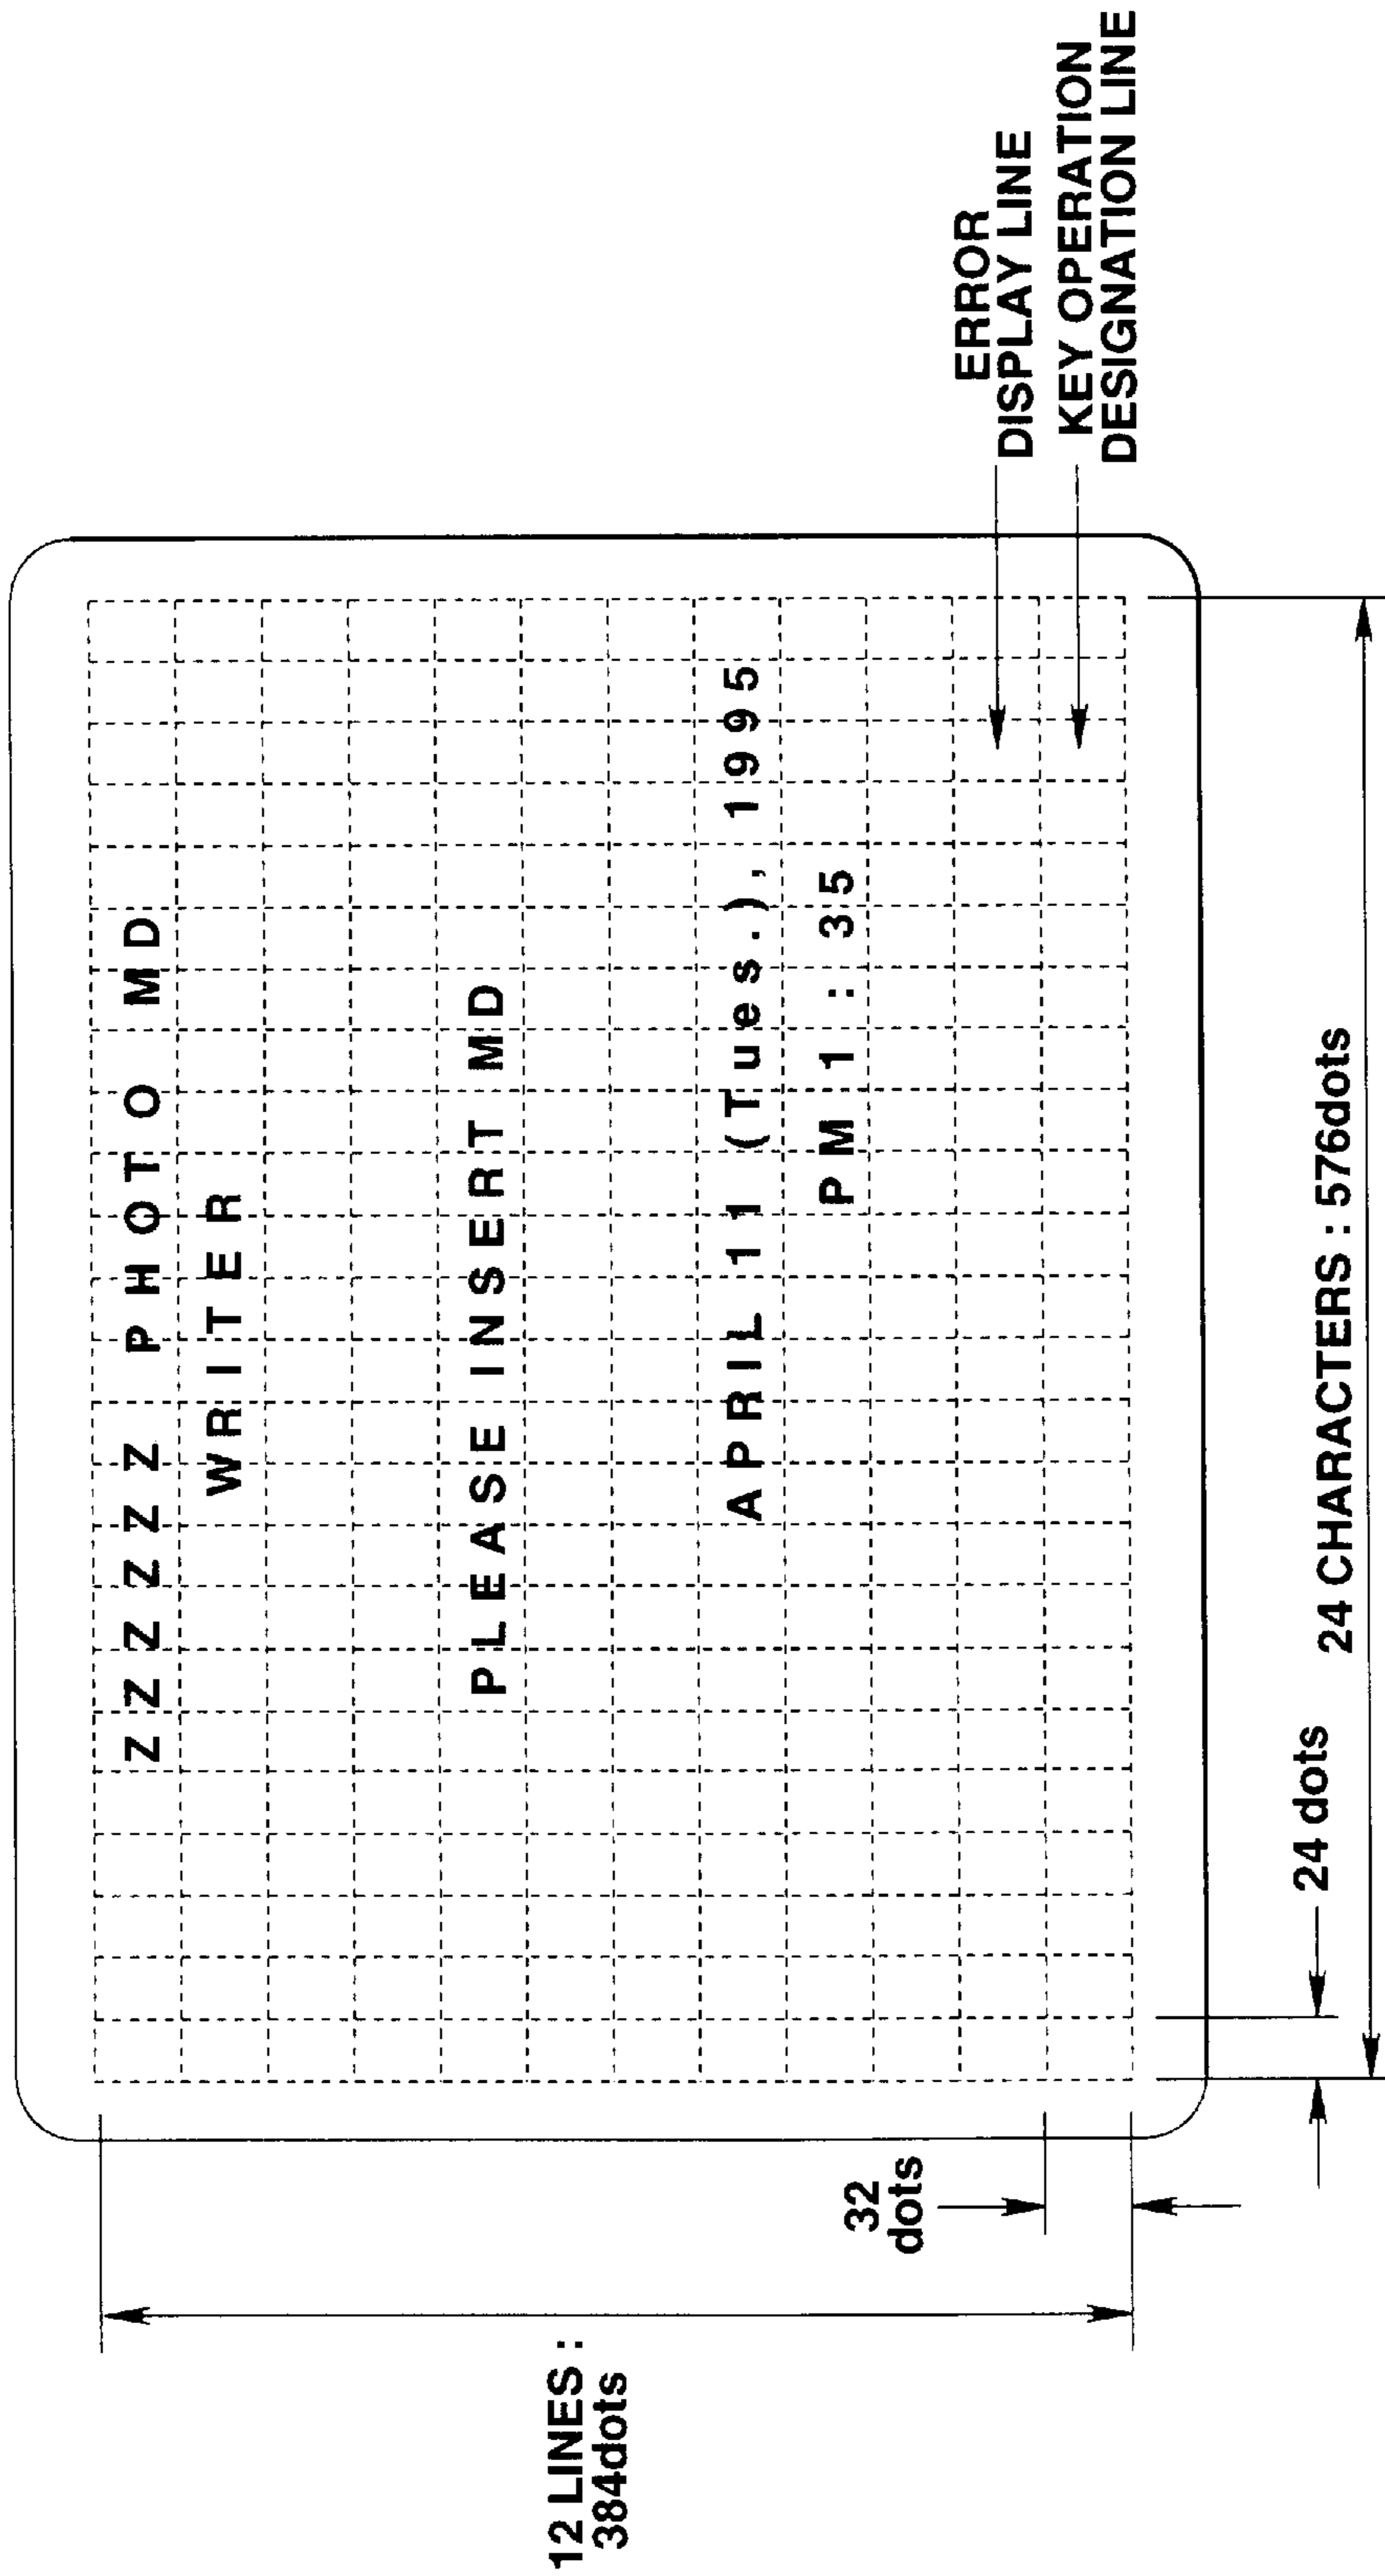 ZZZZZZ PHOTO MD
WRITER
PLEASE INSERT MD
APRIL 11 (Tues.), 1995
PM 1 : 35
ERROR
DISPLAY LINE
KEY OPERATION
DESIGNATION LINE
12 LINES :
384dots
32
dots
24 dots
24 CHARACTERS : 576dots